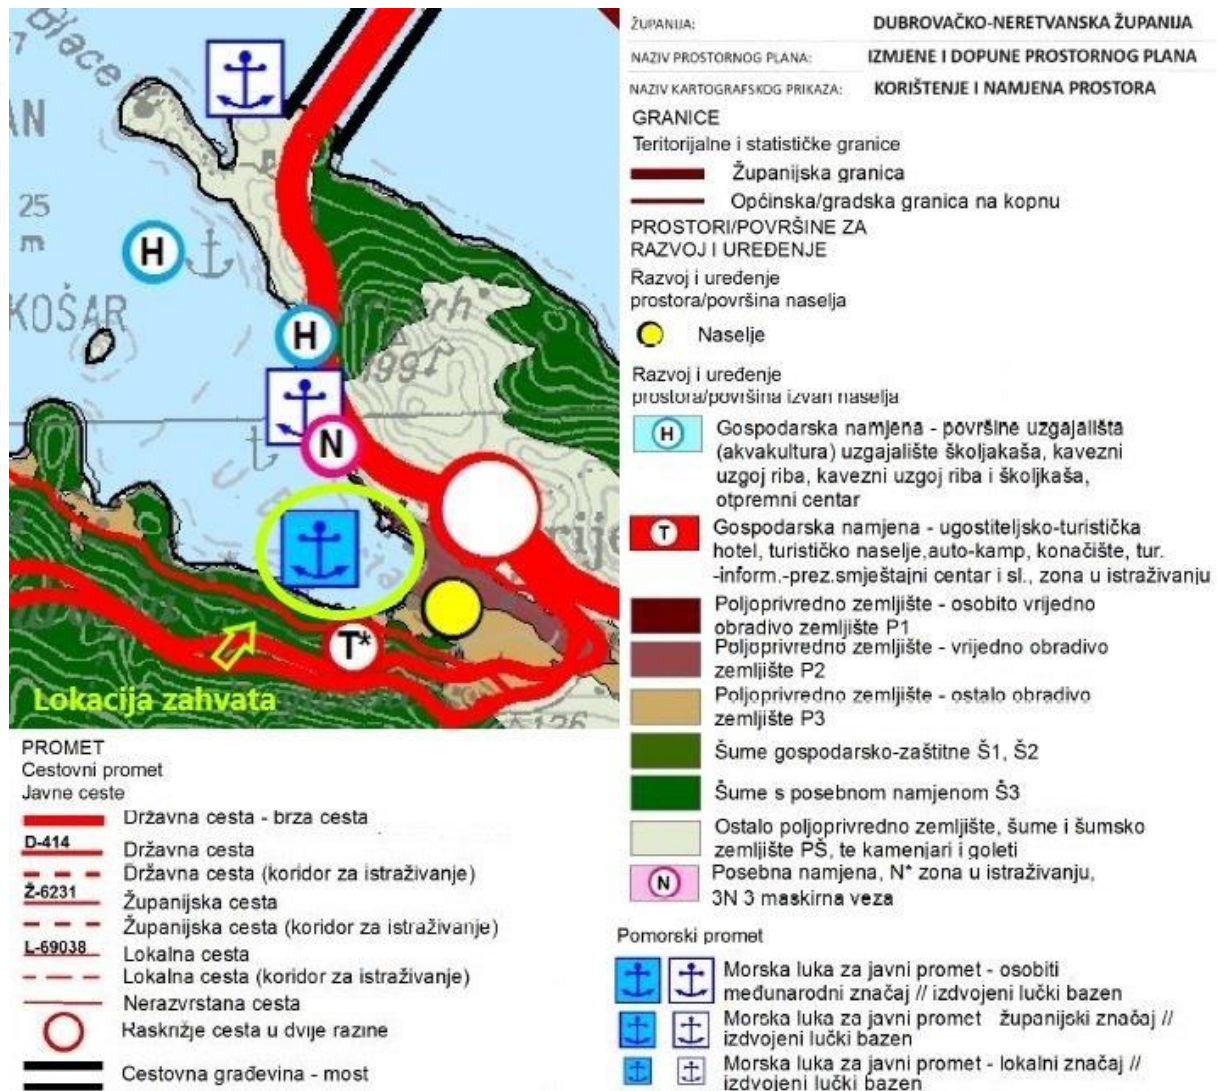 Blace
7
AN
25
m
KOŠAR
H
H
N
T*
Lokacija zahvata
ŽUPANIJA: DUBROVAČKO-NERETVANSKA ŽUPANIJA
NAZIV PROSTORNOG PLANA: IZMJENE I DOPUNE PROSTORNOG PLANA
NAZIV KARTOGRAFSKOG PRIKAZA: KORIŠTENJE I NAMJENA PROSTORA
GRANICE
Teritorijalne i statističke granice
Županijska granica
Općinska/gradska granica na kopnu
PROSTORI/POVRŠINE ZA
RAZVOJ I UREĐENJE
Razvoj i uređenje
prostora/površina naselja
Naselje
Razvoj i uređenje
prostora/površina izvan naselja
H
Gospodarska namjena - površine uzgajališta
(akvakultura) uzgajalište školjakaša, kavezni
uzgoj riba, kavezni uzgoj riba i školjkaša,
otpremni centar
T
Gospodarska namjena - ugostiteljsko-turistička
hotel, turističko naselje,auto-kamp, konačište, tur.
-inform.-prez.smještajni centar i sl., zona u istraživanju
Poljoprivredno zemljište - osobito vrijedno
obradivo zemljište P1
Poljoprivredno zemljište - vrijedno obradivo
zemljište P2
Poljoprivredno zemljište - ostalo obradivo
zemljište P3
Šume gospodarsko-zaštitne Š1, Š2
Šume s posebnom namjenom Š3
Ostalo poljoprivredno zemljište, šume i šumsko
zemljište PŠ, te kamenjari i goleti
N
Posebna namjena, N* zona u istraživanju,
3N 3 maskirna veza
Pomorski promet
Morska luka za javni promet - osobiti
međunarodni značaj // izdvojeni lučki bazen
Morska luka za javni promet županijski značaj //
izdvojeni lučki bazen
Morska luka za javni promet - lokalni značaj //
izdvojeni lučki bazen
PROMET
Cestovni promet
Javne ceste
Državna cesta - brza cesta
D-414
Državna cesta
Državna cesta (koridor za istraživanje)
Ž-6231
Županijska cesta
Županijska cesta (koridor za istraživanje)
L-69038
Lokalna cesta
Lokalna cesta (koridor za istraživanje)
Nerazvrstana cesta
Raskrižje cesta u dvije razine
Cestovna građevina - most